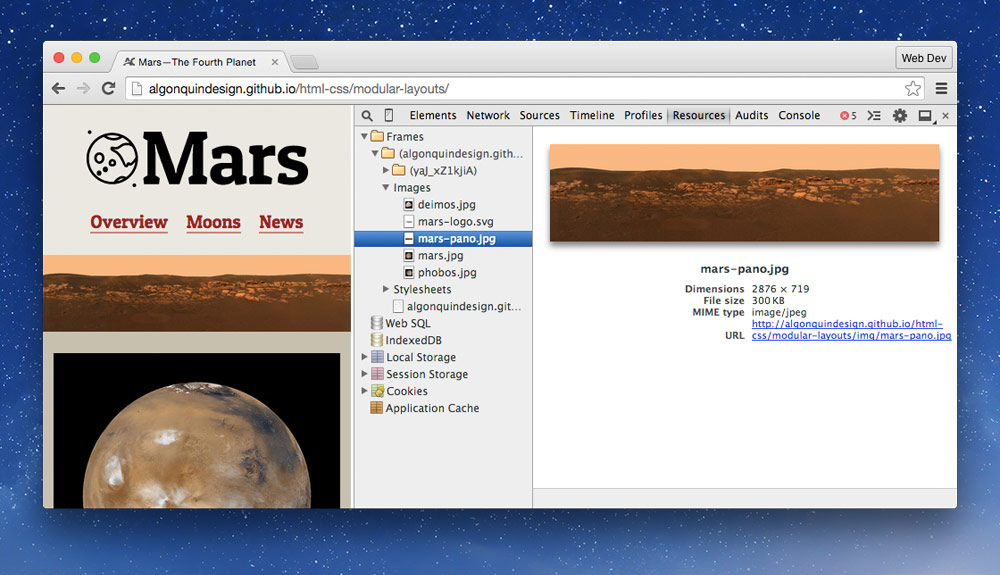 Mars—The Fourth Planet
Web Dev
algonquindesign.github.io/html-css/modular-layouts/
Mars
Overview Moons News
Elements Network Sources Timeline Profiles Resources Audits Console 5
Frames
(algonquindesign.gith...
(yaJ_xZ1kjiA)
Images
deimos.jpg
mars-logo.svg
mars-pano.jpg
mars.jpg
phobos.jpg
Stylesheets
algonquindesign.git...
Web SQL
IndexedDB
Local Storage
Session Storage
Cookies
Application Cache
mars-pano.jpg
Dimensions 2876 × 719
File size 300 KB
MIME type image/jpeg
URL http://algonquindesign.github.io/html-
css/modular-layouts/img/mars-pano.jpg